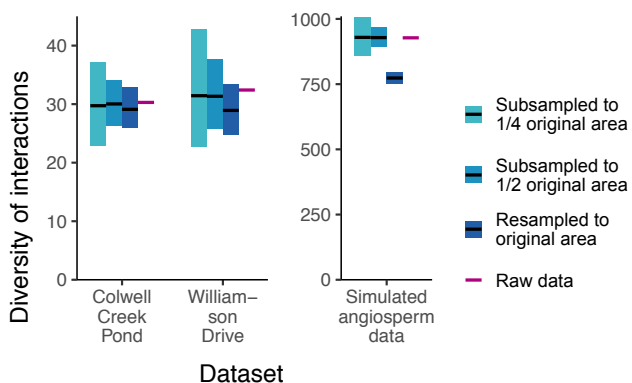 Diversity of interactions
40
30
20
10
0
1000
750
500
250
0
Colwell
Creek
Pond
William–
son
Drive
Simulated
angiosperm
data
Dataset
Subsampled to
1/4 original area
Subsampled to
1/2 original area
Resampled to
original area
Raw data